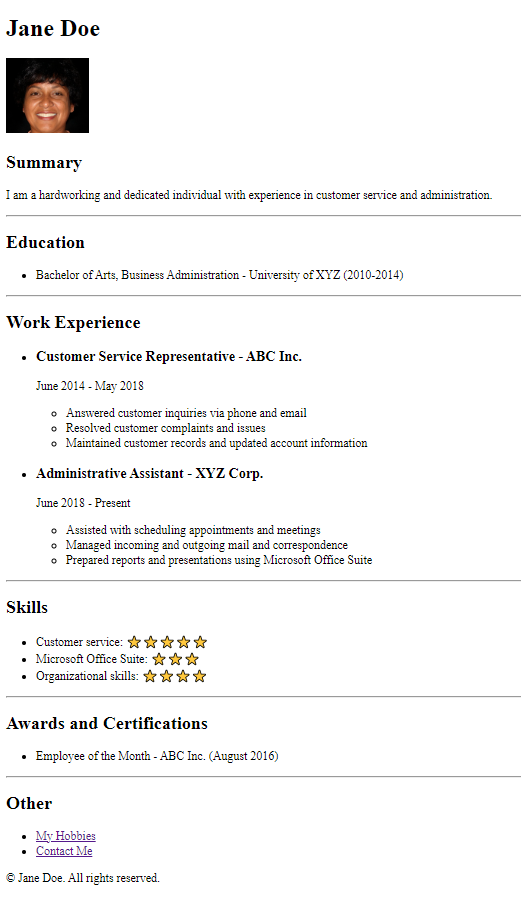 Jane Doe
Summary
I am a hardworking and dedicated individual with experience in customer service and administration.
Education
Bachelor of Arts, Business Administration - University of XYZ (2010-2014)
Work Experience
Customer Service Representative - ABC Inc.
June 2014 - May 2018
Answered customer inquiries via phone and email
Resolved customer complaints and issues
Maintained customer records and updated account information
Administrative Assistant - XYZ Corp.
June 2018 - Present
Assisted with scheduling appointments and meetings
Managed incoming and outgoing mail and correspondence
Prepared reports and presentations using Microsoft Office Suite
Skills
Customer service: ⭐⭐⭐⭐⭐
Microsoft Office Suite: ⭐⭐⭐
Organizational skills: ⭐⭐⭐⭐
Awards and Certifications
Employee of the Month - ABC Inc. (August 2016)
Other
My Hobbies
Contact Me
© Jane Doe. All rights reserved.